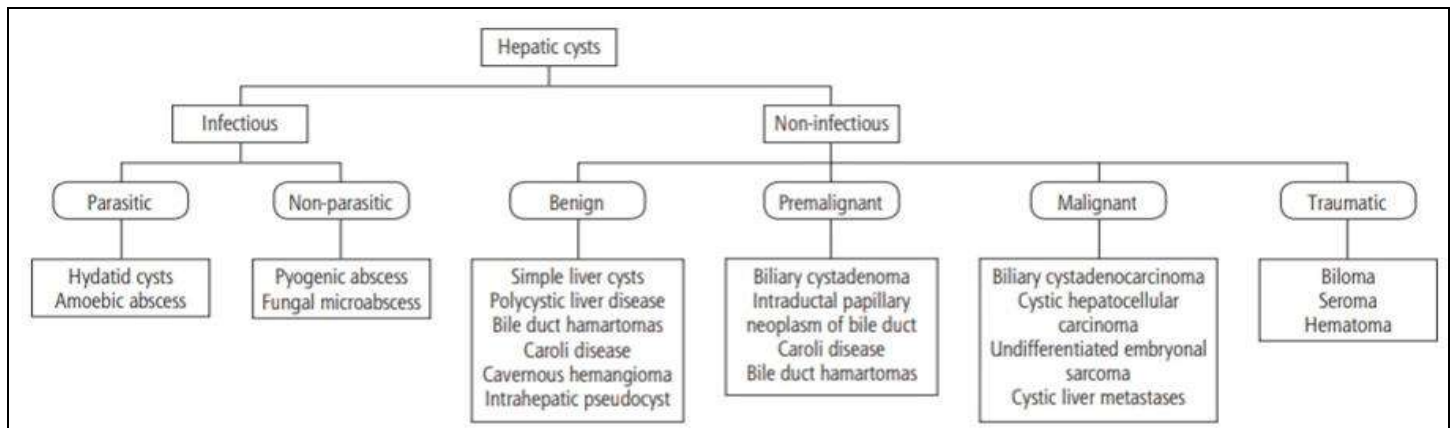 Hepatic cysts
Infectious
Non-infectious
Parasitic
Non-parasitic
Benign
Premalignant
Malignant
Traumatic
Hydatid cysts
Amoebic abscess
Pyogenic abscess
Fungal microabscess
Simple liver cysts
Polycystic liver disease
Bile duct hamartomas
Caroli disease
Cavernous hemangioma
Intrahepatic pseudocyst
Biliary cystadenoma
Intraductal papillary
neoplasm of bile duct
Caroli disease
Bile duct hamartomas
Biliary cystadenocarcinoma
Cystic hepatocellular
carcinoma
Undifferentiated embryonal
sarcoma
Cystic liver metastases
Biloma
Seroma
Hematoma